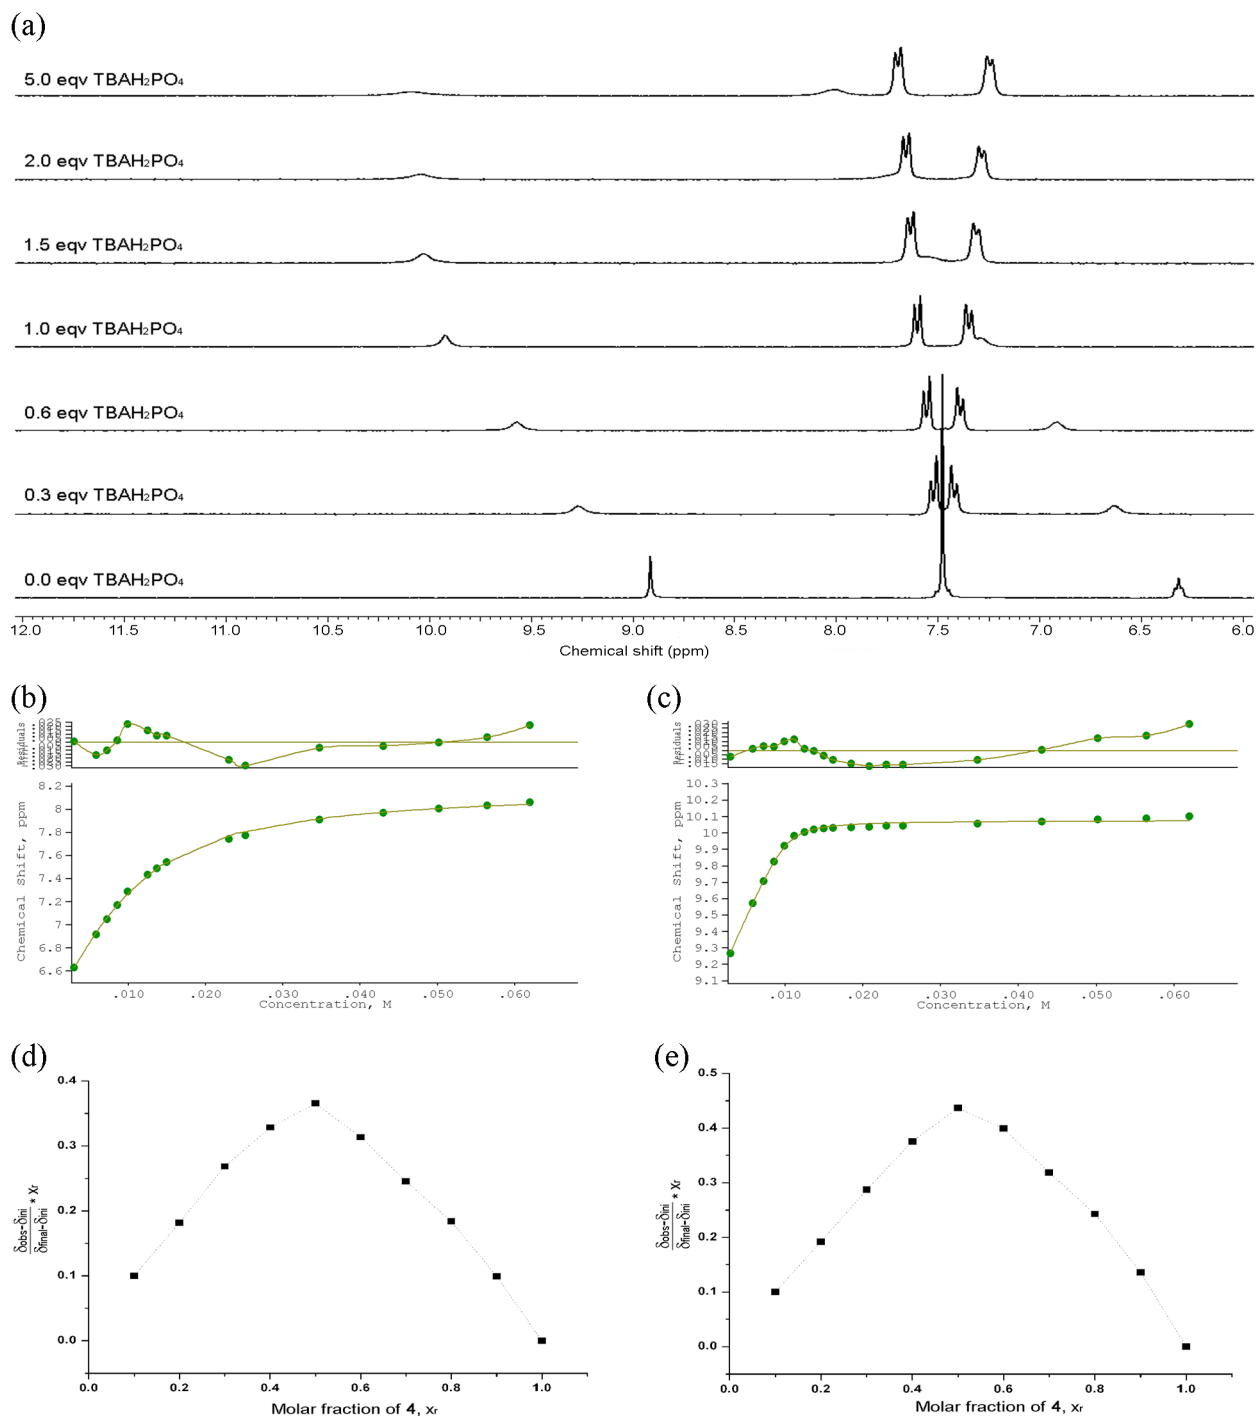 (a)
5.0 eqv TBAH₂PO₄
2.0 eqv TBAH₂PO₄
1.5 eqv TBAH₂PO₄
1.0 eqv TBAH₂PO₄
0.6 eqv TBAH₂PO₄
0.3 eqv TBAH₂PO₄
0.0 eqv TBAH₂PO₄
12.0 11.5 11.0 10.5 10.0 9.5 9.0 8.5 8.0 7.5 7.0 6.5 6.0
Chemical shift (ppm)
(b)
Residuals
8.2
8
7.8
7.6
7.4
7.2
7
6.8
6.6
Chemical Shift, ppm
.010 .020 .030 .040 .050 .060
Concentration, M
(c)
Residuals
10.3
10.2
10.1
10
9.9
9.8
9.7
9.6
9.5
9.4
9.3
9.2
9.1
Chemical Shift, ppm
.010 .020 .030 .040 .050 .060
Concentration, M
(d)
0.4
0.3
0.2
0.1
0.0
δobs-δini
δfinal-δini * Xr
0.0 0.2 0.4 0.6 0.8 1.0
Molar fraction of 4, xr
(e)
0.5
0.4
0.3
0.2
0.1
0.0
δobs-δini
δfinal-δini * Xr
0.0 0.2 0.4 0.6 0.8 1.0
Molar fraction of 4, xr